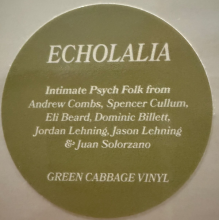 ECHOLALIA
Intimate Psych Folk from
Andrew Combs, Spencer Cullum,
Eli Beard, Dominic Billett,
Jordan Lehning, Jason Lehning
& Juan Solorzano
GREEN CABBAGE VINYL